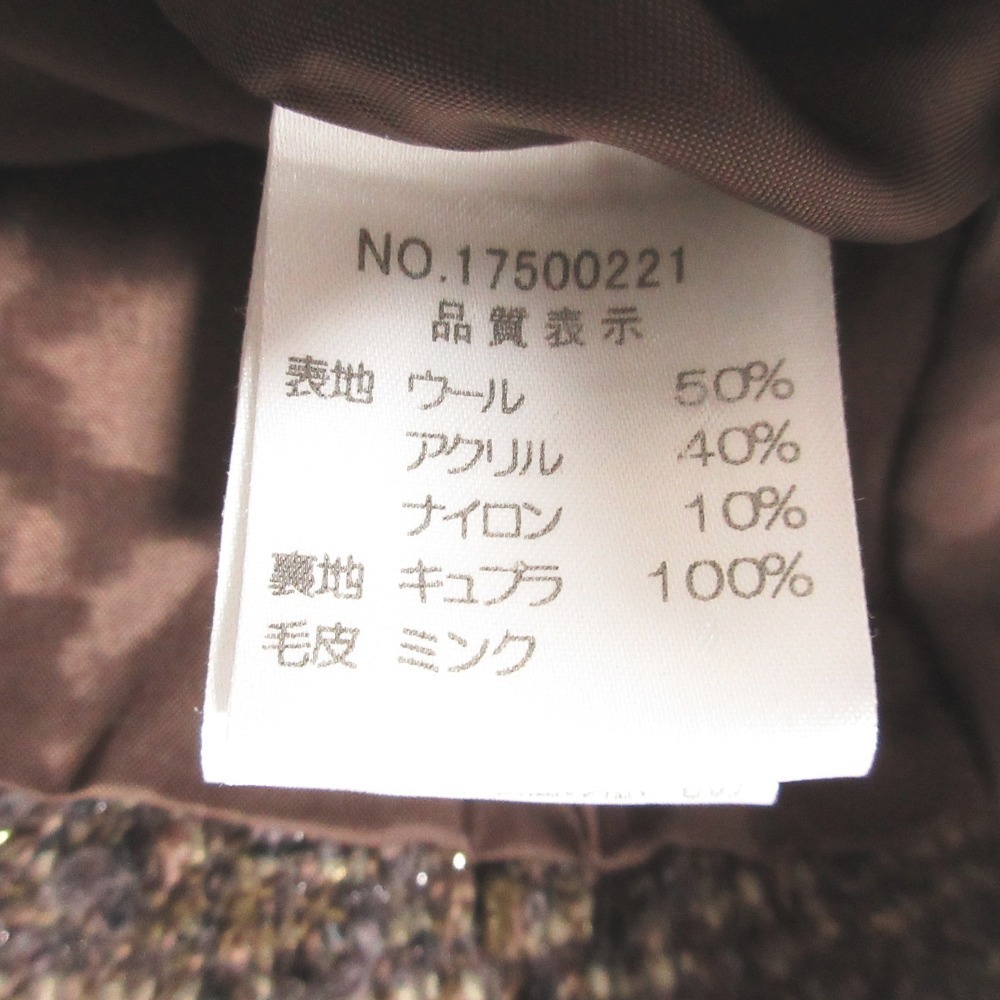 NO.17500221
品質表示
表地 ウール 50%
アクリル 40%
ナイロン 10%
裏地 キュプラ 100%
毛皮 ミンク